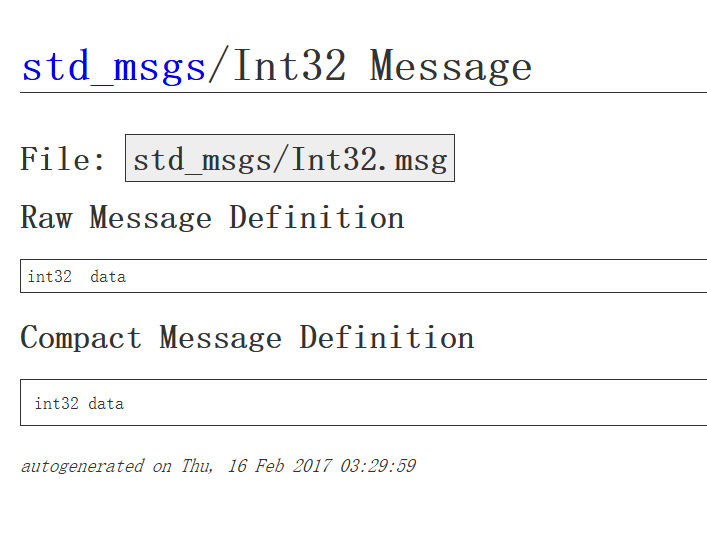 std_msgs/Int32 Message
File: std_msgs/Int32.msg
Raw Message Definition
int32  data
Compact Message Definition
int32 data
autogenerated on Thu, 16 Feb 2017 03:29:59